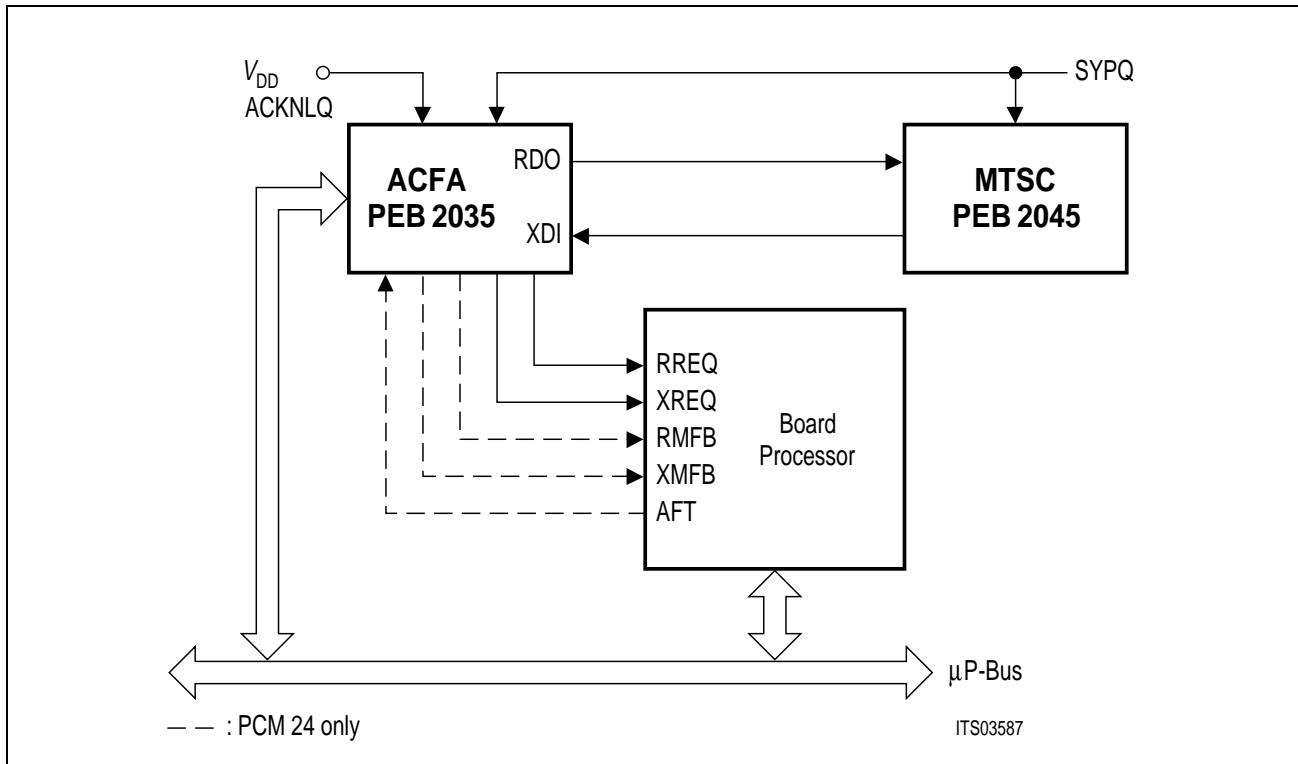 V_DD
ACKNLQ
SYPQ
ACFA
PEB 2035
RDO
XDI
MTSC
PEB 2045
RREQ
XREQ
RMFB
XMFB
AFT
Board
Processor
µP-Bus
— — : PCM 24 only
ITS03587